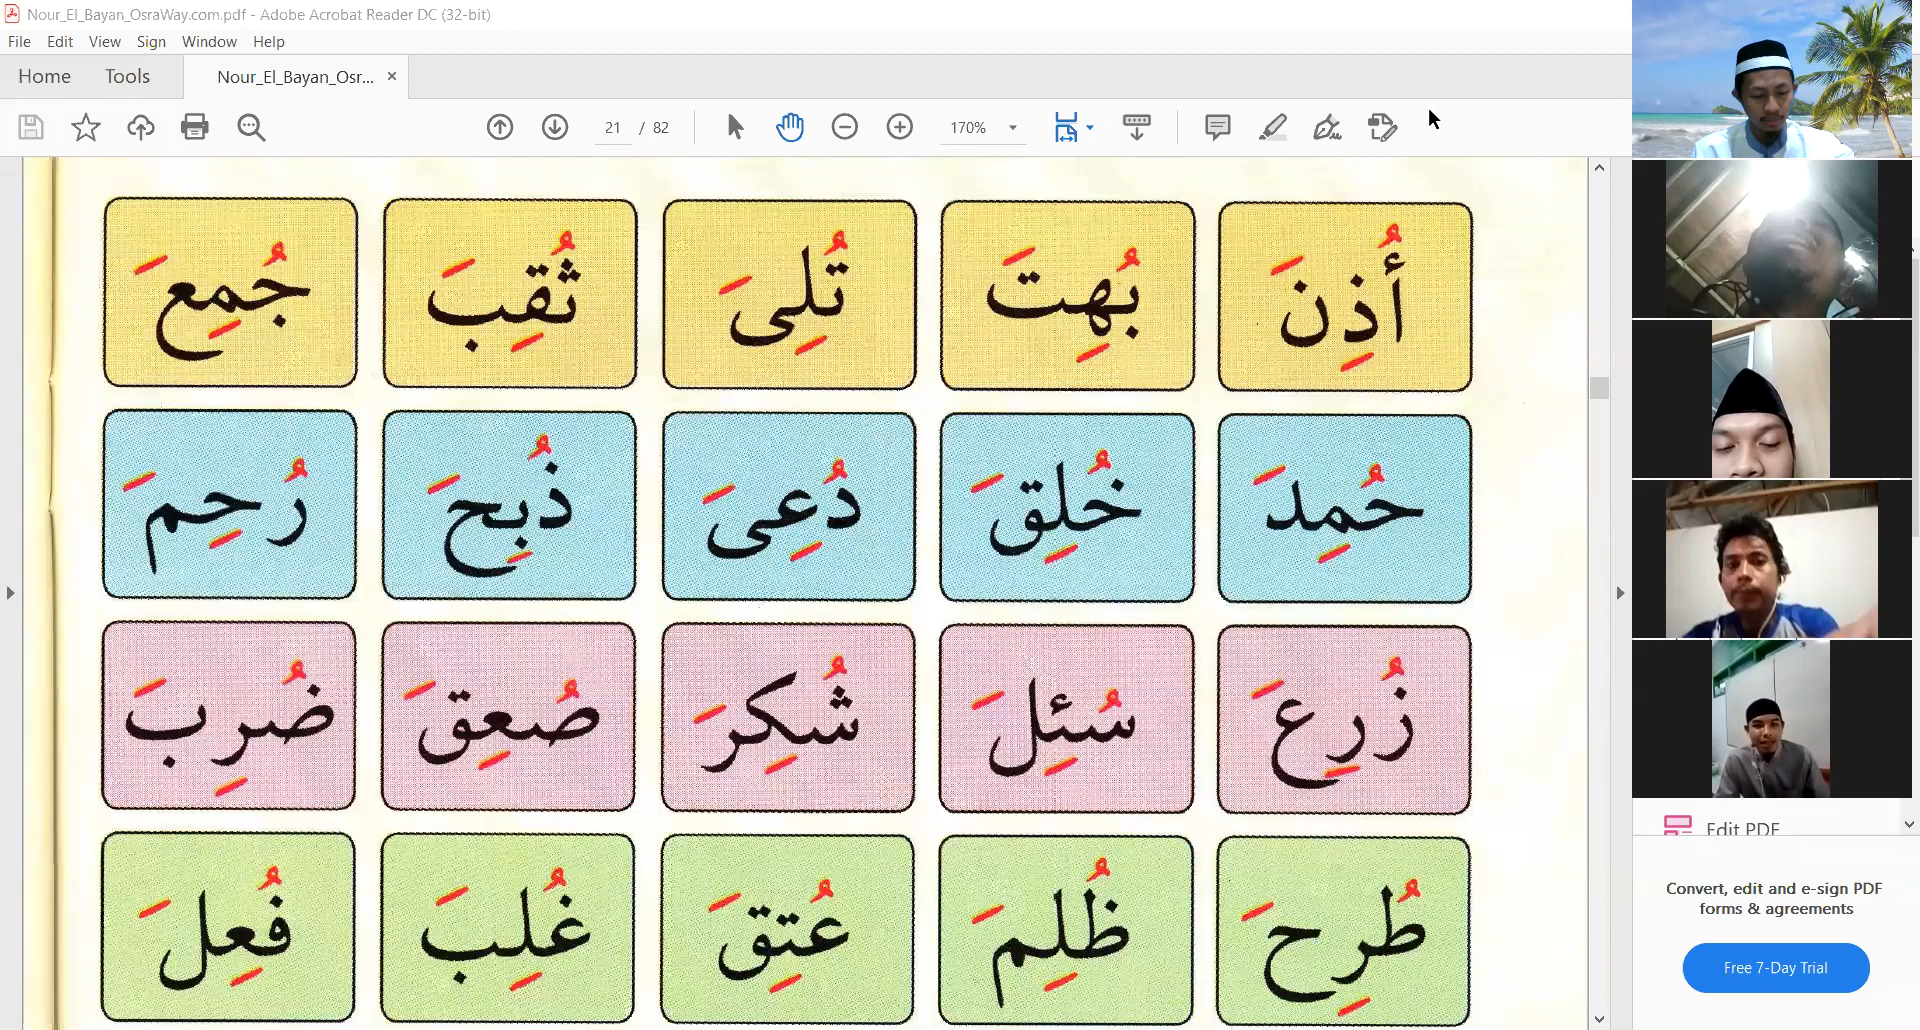 Nour_El_Bayan_OsraWay.com.pdf - Adobe Acrobat Reader DC (32-bit)
File Edit View Sign Window Help
Home Tools Nour_El_Bayan_Osr... ×
21 / 82 170%
أُذِنَ بُهِتَ تُلِىَ ثُقِبَ جُمِعَ
حُمِدَ خُلِقَ دُعِىَ ذُبِحَ رُحِمَ
زُرِعَ سُئِلَ شُكِرَ صُعِقَ ضُرِبَ
طُرِحَ ظُلِمَ عُتِقَ غُلِبَ فُعِلَ
Edit PDF
Convert, edit and e-sign PDF
forms & agreements
Free 7-Day Trial